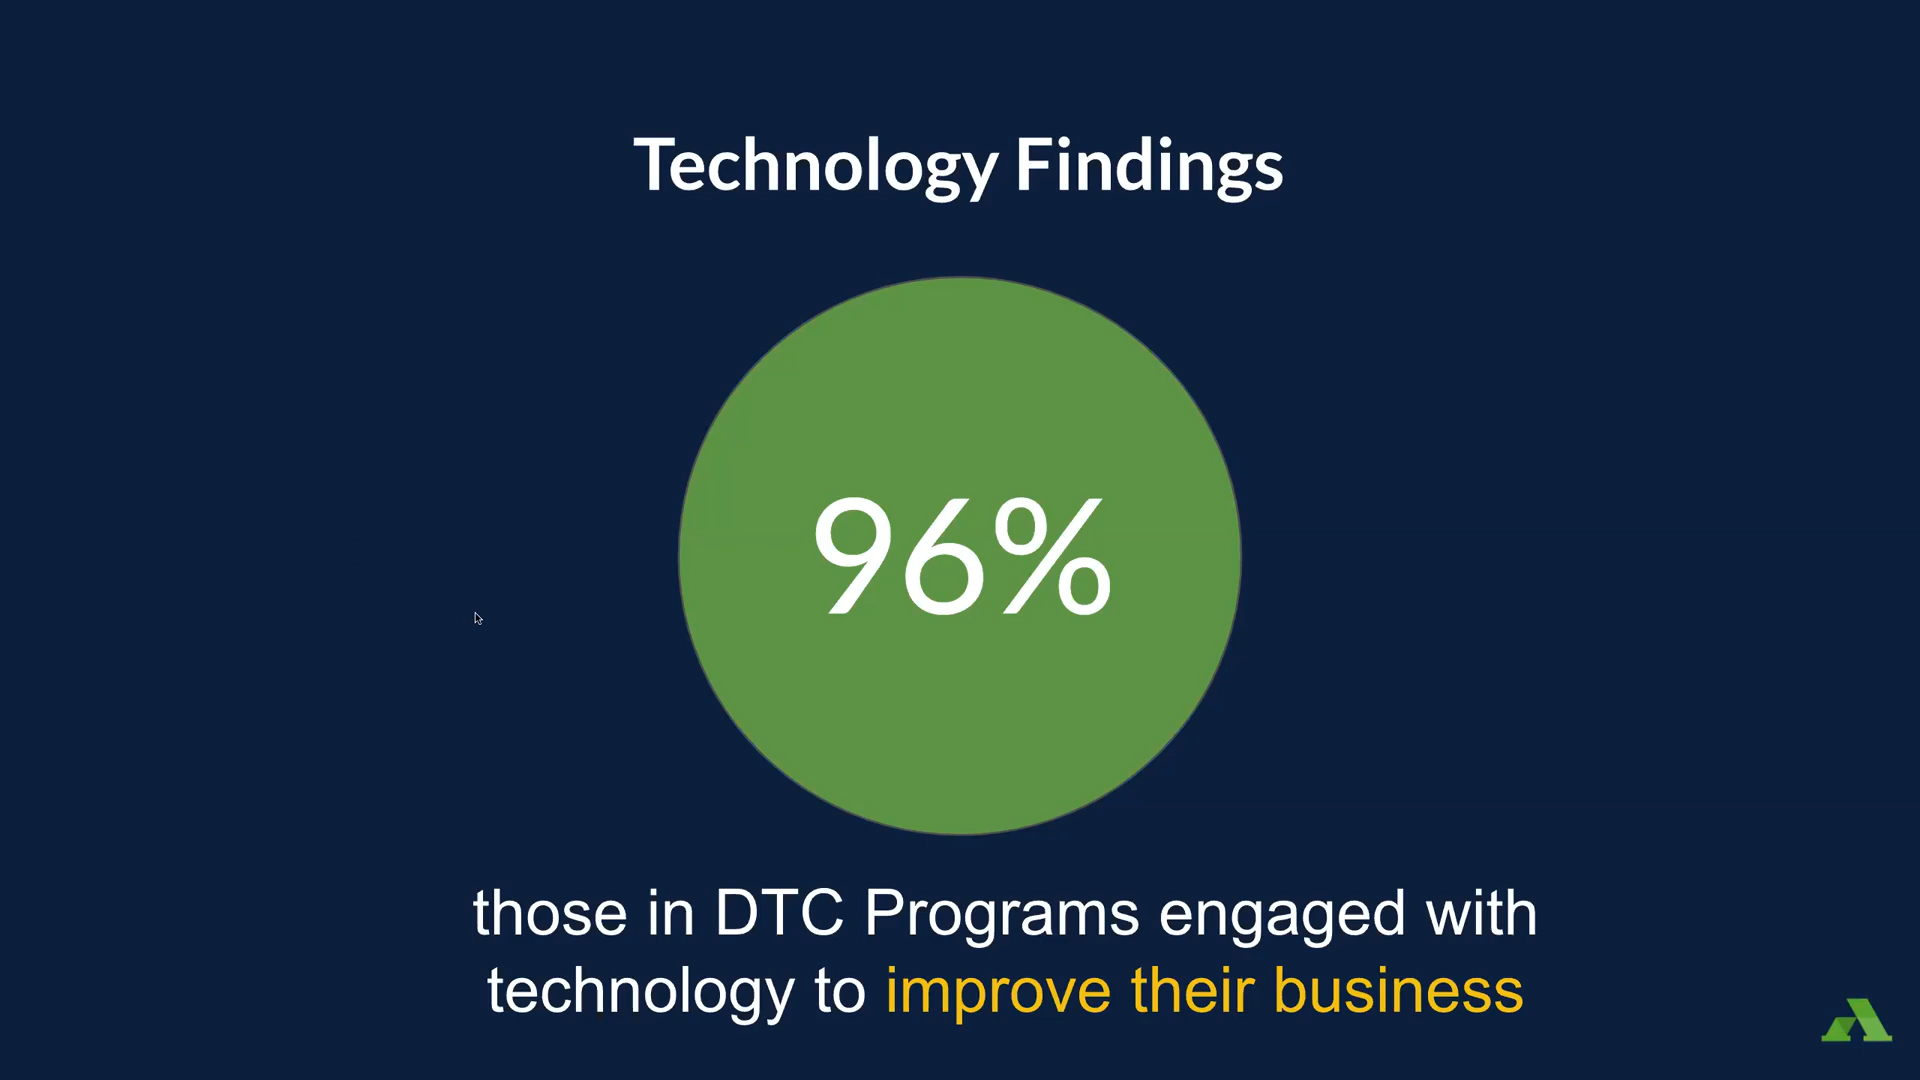 Technology Findings
96%
those in DTC Programs engaged with
technology to improve their business